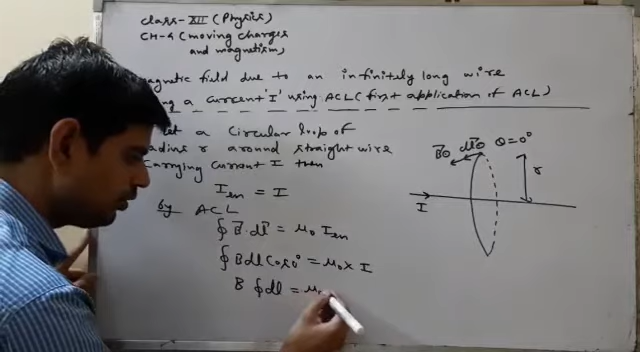 class-XII (Physics)
CH-4 (moving charges
and magnetism)
magnetic field due to an infinitely long wire
a current 'I' using ACL (first application of ACL)
a Circular loop of
radius r around straight wire
Carrying current I then
I_en = I
by ACL
∮ B⃗.dl⃗ = μ₀ I_en
∮ B dl Cos 0° = μ₀ x I
B ∮ dl = μ₀
B⃗ dl⃗ θ=0°
r
I